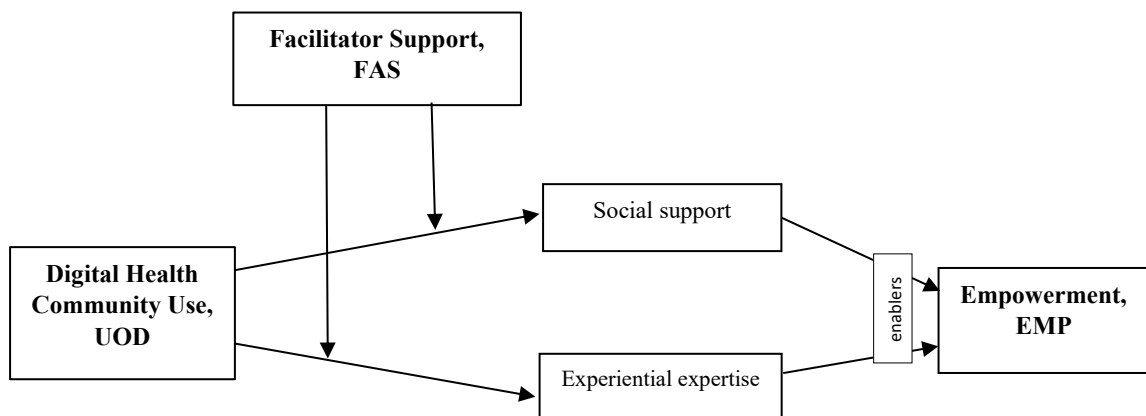 Facilitator Support,
FAS
Social support
Digital Health
Community Use,
UOD
enablers
Empowerment,
EMP
Experiential expertise